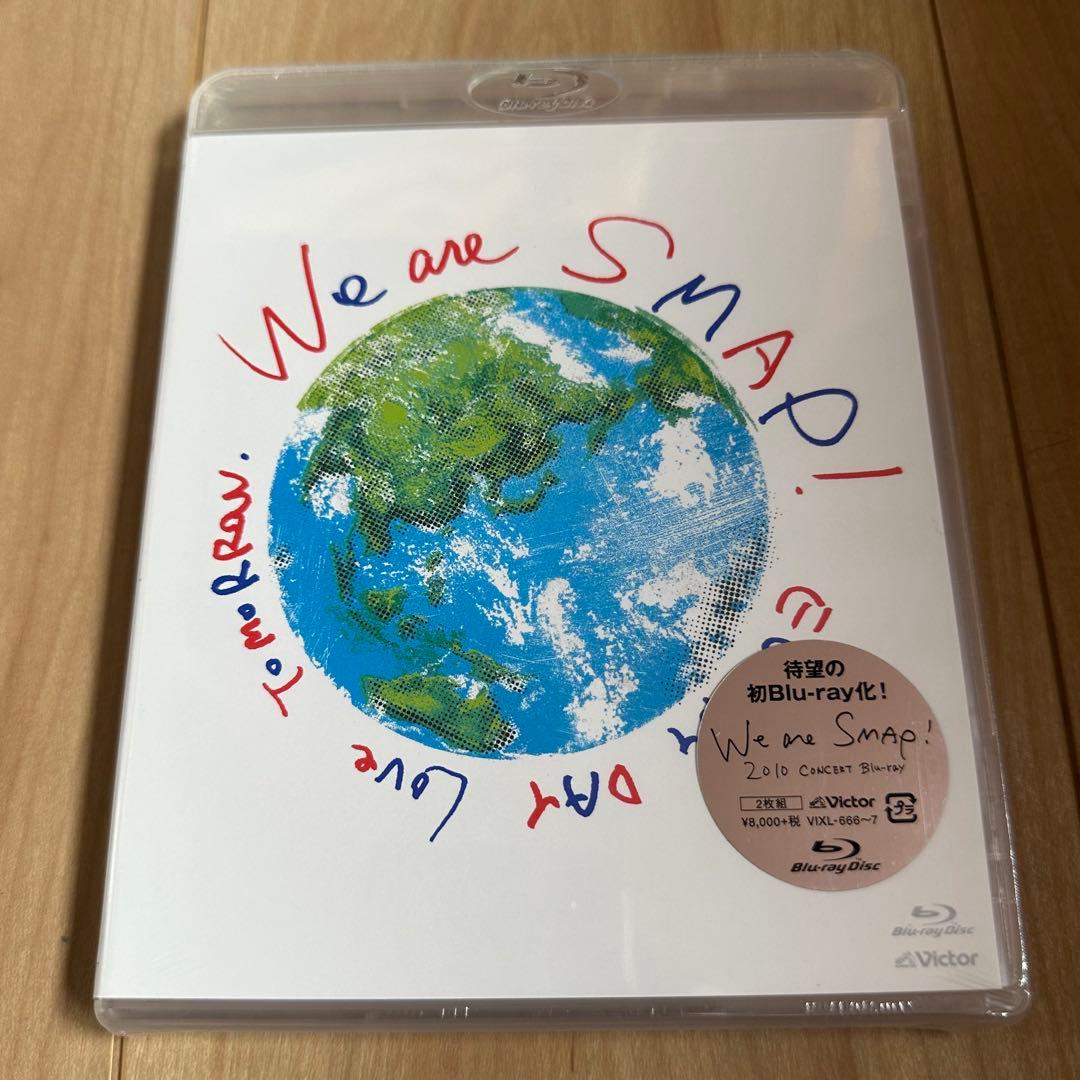 Blu-ray Disc
We are SMAP!
DAY
Love
TOMORROW.
待望の
初Blu-ray化!
We are SMAP!
2010 CONCERT Blu-ray
2枚組 Victor プラ
¥8,000+税 VIXL-666~7
Blu-ray Disc
Blu-ray Disc
Victor